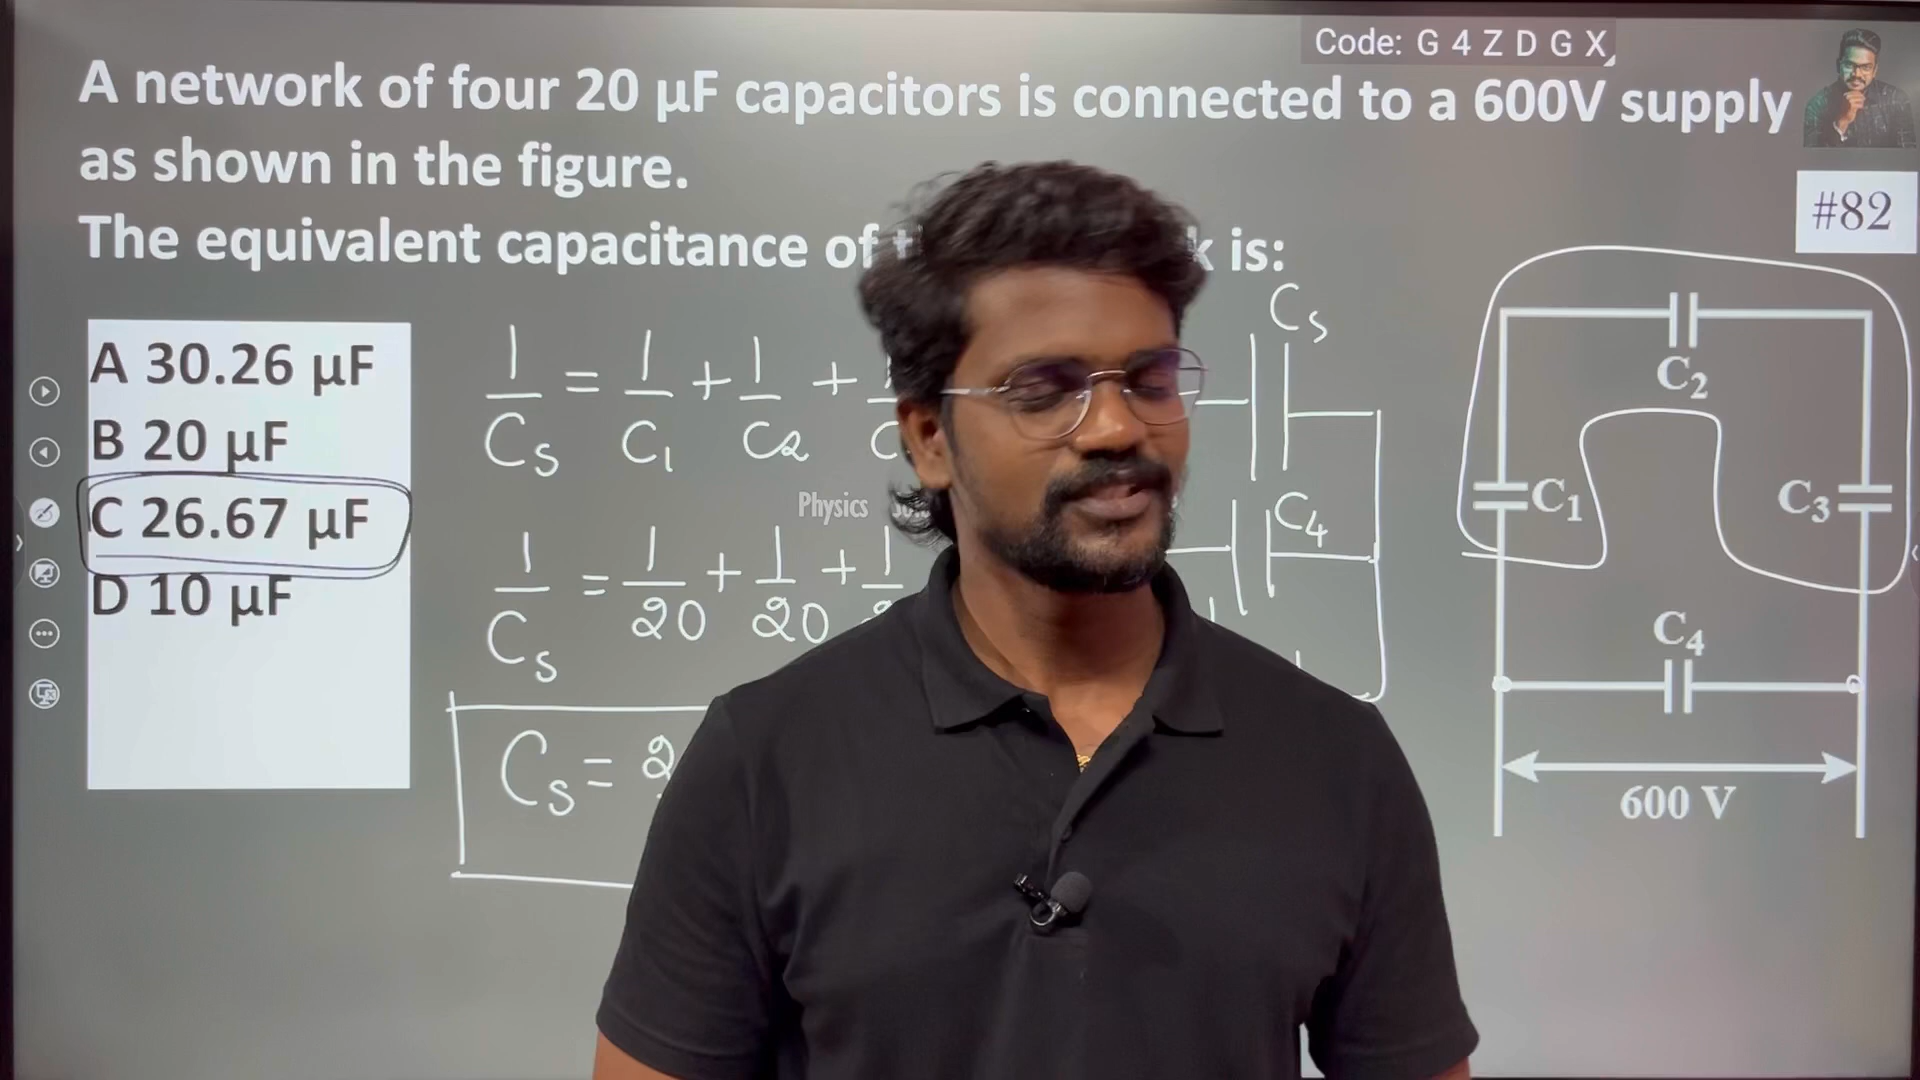 Code: G 4 Z D G X
A network of four 20 μF capacitors is connected to a 600V supply
as shown in the figure.
#82
The equivalent capacitance of is:
A 30.26 μF
B 20 μF
C 26.67 μF
D 10 μF
1/Cs = 1/C1 + 1/C2 +
Physics
1/Cs = 1/20 + 1/20 + 1
Cs = 2
Cs
C4
C2
C1
C3
C4
600 V